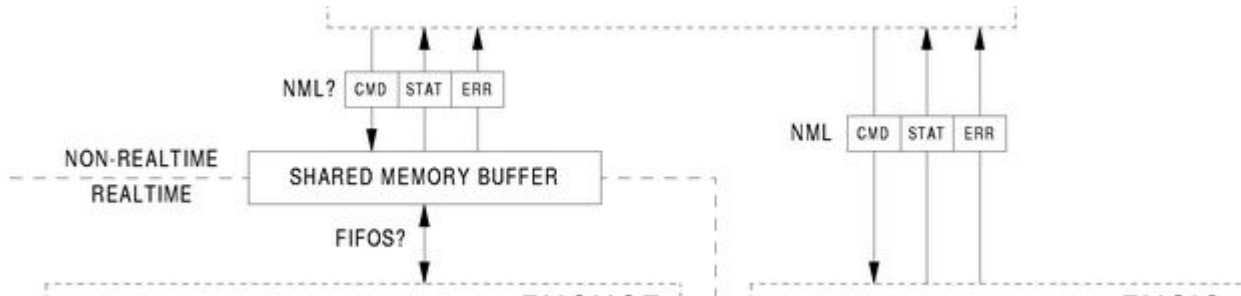 NML? CMD STAT ERR
NML CMD STAT ERR
NON-REALTIME
SHARED MEMORY BUFFER
REALTIME
FIFOS?